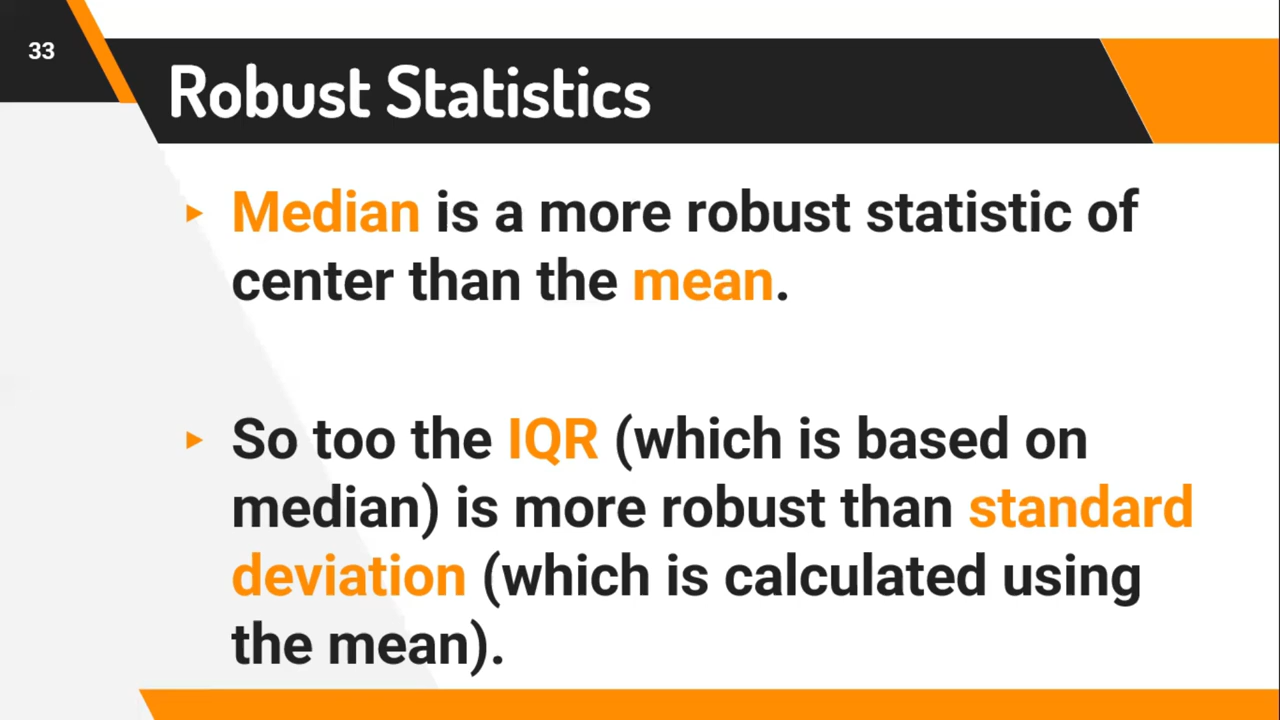 33
Robust Statistics
Median is a more robust statistic of
center than the mean.
So too the IQR (which is based on
median) is more robust than standard
deviation (which is calculated using
the mean).